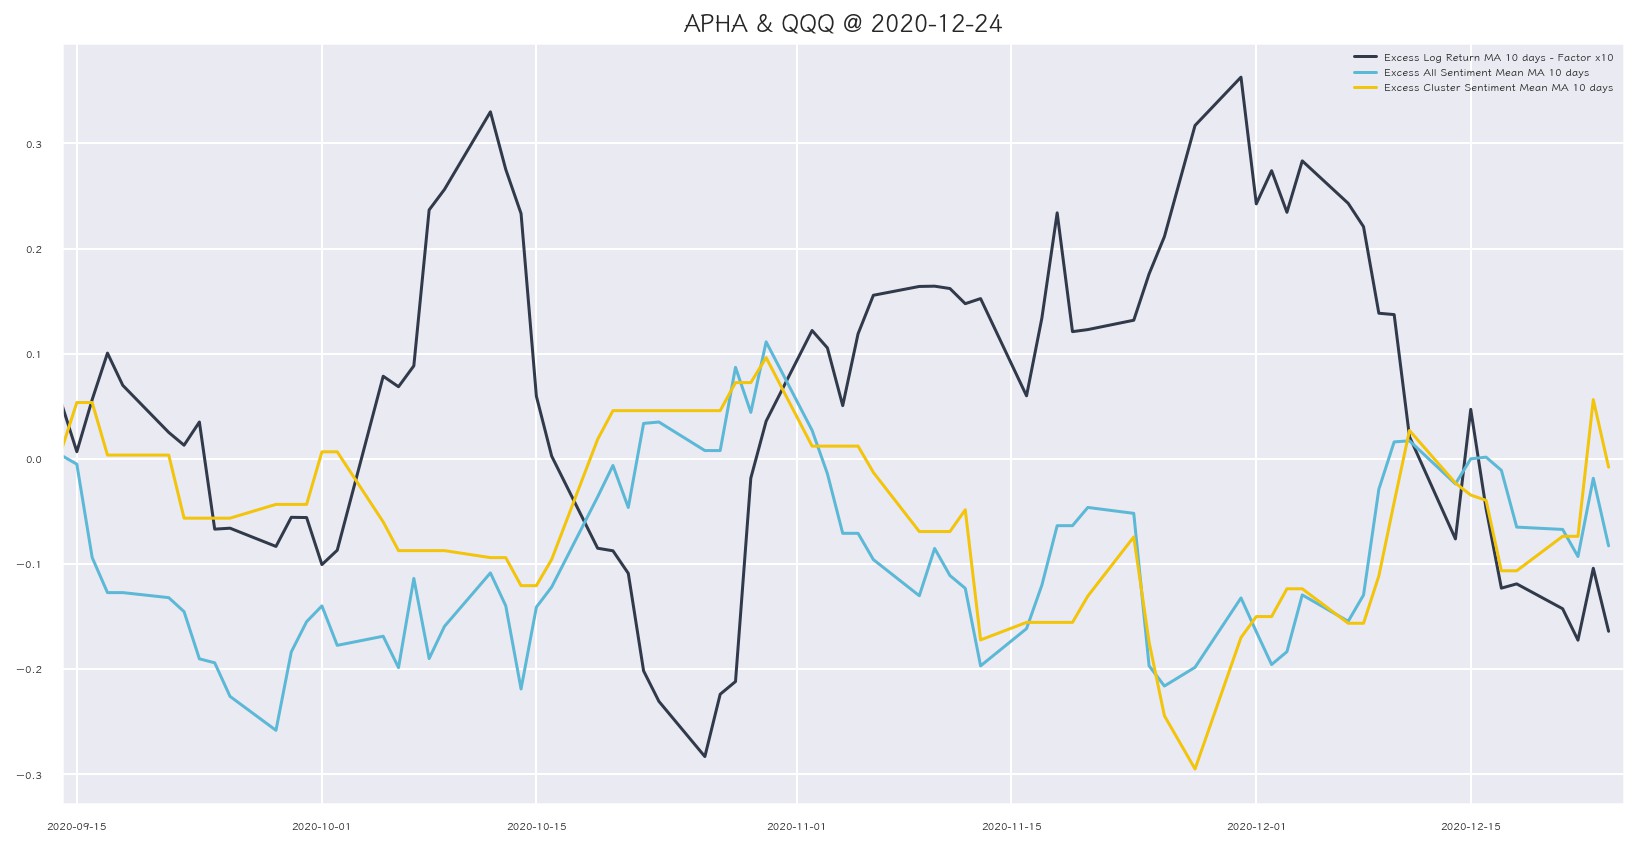 APHA & QQQ @ 2020-12-24
Excess Log Return MA 10 days - Factor x10
Excess All Sentiment Mean MA 10 days
Excess Cluster Sentiment Mean MA 10 days
0.3
0.2
0.1
0.0
−0.1
−0.2
−0.3
2020-09-15 2020-10-01 2020-10-15 2020-11-01 2020-11-15 2020-12-01 2020-12-15